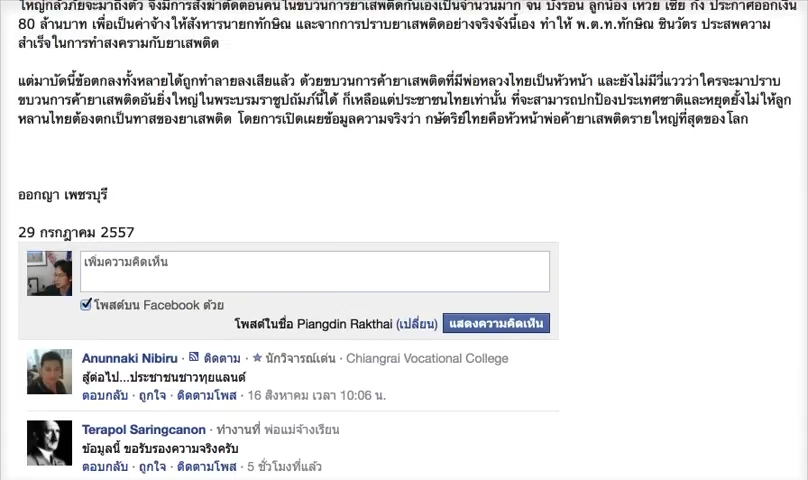 ใหญ่กลัวภัยจะมาถึงตัว จึงมีการสั่งฆ่าตัดตอนคนในขบวนการยาเสพติดกันเองเป็นจำนวนมาก จน บังรอน ลูกน้อง เหวย เซียะ กัง ประกาศออกเงิน
80 ล้านบาท เพื่อเป็นค่าจ้างให้สังหารนายกทักษิณ และจากการปราบยาเสพติดอย่างจริงจังนี้เอง ทำให้ พ.ต.ท.ทักษิณ ชินวัตร ประสพความ
สำเร็จในการทำสงครามกับยาเสพติด
แต่มาบัดนี้ข้อตกลงทั้งหลายได้ถูกทำลายลงเสียแล้ว ด้วยขบวนการค้ายาเสพติดที่มีพ่อหลวงไทยเป็นหัวหน้า และยังไม่มีวี่แววว่าใครจะมาปราบ
ขบวนการค้ายาเสพติดอันยิ่งใหญ่ในพระบรมราชูปถัมภ์นี้ได้ ก็เหลือแต่ประชาชนไทยเท่านั้น ที่จะสามารถปกป้องประเทศชาติและหยุดยั้งไม่ให้ลูก
หลานไทยต้องตกเป็นทาสของยาเสพติด โดยการเปิดเผยข้อมูลความจริงว่า กษัตริย์ไทยคือหัวหน้าพ่อค้ายาเสพติดรายใหญ่ที่สุดของโลก
ออกญา เพชรบุรี
29 กรกฎาคม 2557
เพิ่มความคิดเห็น
โพสต์บน Facebook ด้วย
โพสต์ในชื่อ Piangdin Rakthai (เปลี่ยน) แสดงความคิดเห็น
Anunnaki Nibiru · ติดตาม · นักวิจารณ์เด่น · Chiangrai Vocational College
สู้ต่อไป...ประชาชนชาวทุยแลนด์
ตอบกลับ · ถูกใจ · ติดตามโพส · 16 สิงหาคม เวลา 10:06 น.
Terapol Saringcanon · ทำงานที่ พ่อแม่จ้างเรียน
ข้อมูลนี้ ขอรับรองความจริงครับ
ตอบกลับ · ถูกใจ · ติดตามโพส · 5 ชั่วโมงที่แล้ว